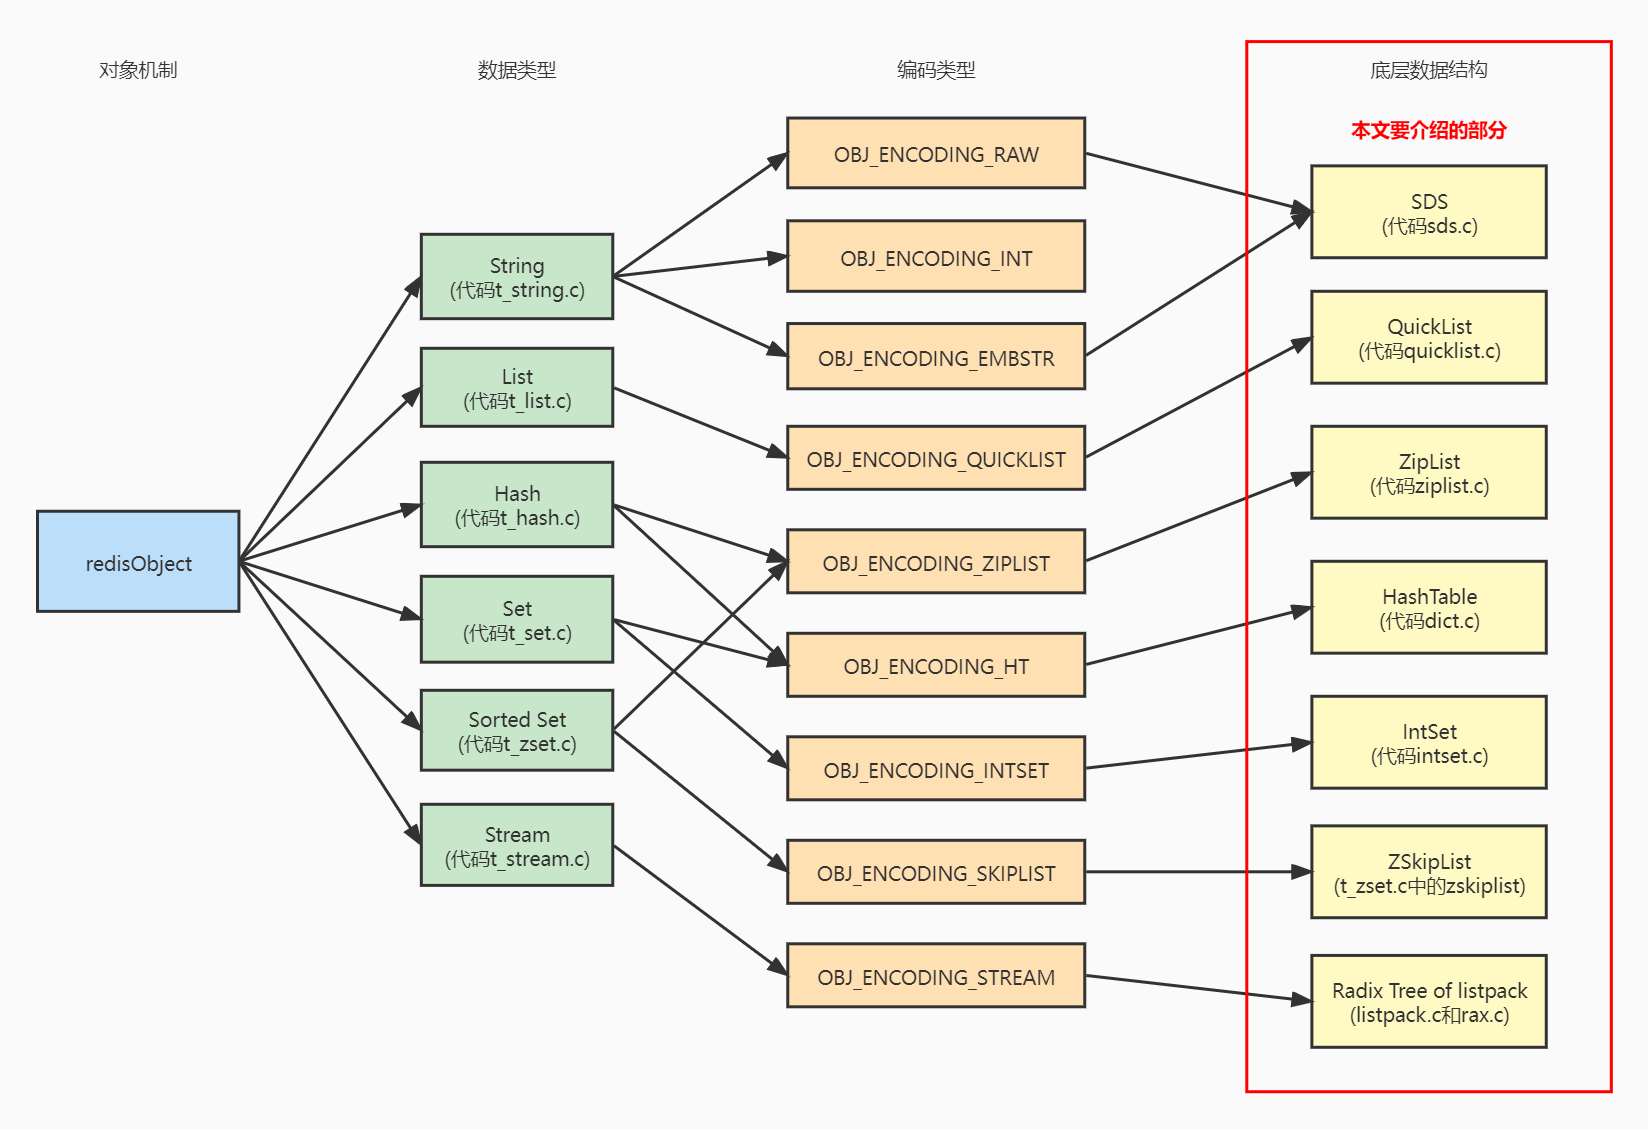 对象机制
数据类型
编码类型
底层数据结构
本文要介绍的部分
redisObject
String
(代码t_string.c)
List
(代码t_list.c)
Hash
(代码t_hash.c)
Set
(代码t_set.c)
Sorted Set
(代码t_zset.c)
Stream
(代码t_stream.c)
OBJ_ENCODING_RAW
OBJ_ENCODING_INT
OBJ_ENCODING_EMBSTR
OBJ_ENCODING_QUICKLIST
OBJ_ENCODING_ZIPLIST
OBJ_ENCODING_HT
OBJ_ENCODING_INTSET
OBJ_ENCODING_SKIPLIST
OBJ_ENCODING_STREAM
SDS
(代码sds.c)
QuickList
(代码quicklist.c)
ZipList
(代码ziplist.c)
HashTable
(代码dict.c)
IntSet
(代码intset.c)
ZSkipList
(t_zset.c中的zskiplist)
Radix Tree of listpack
(listpack.c和rax.c)